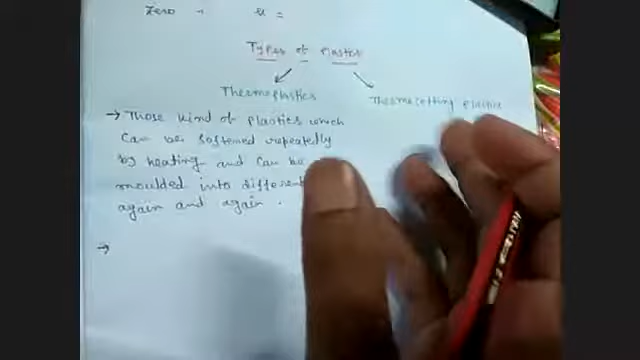 Zero
Types of Plastics
Thermoplastics
Thermosetting plastic
→ Those kind of plastics which
can be softened repeatedly
by heating and can be
moulded into different
again and again .
→